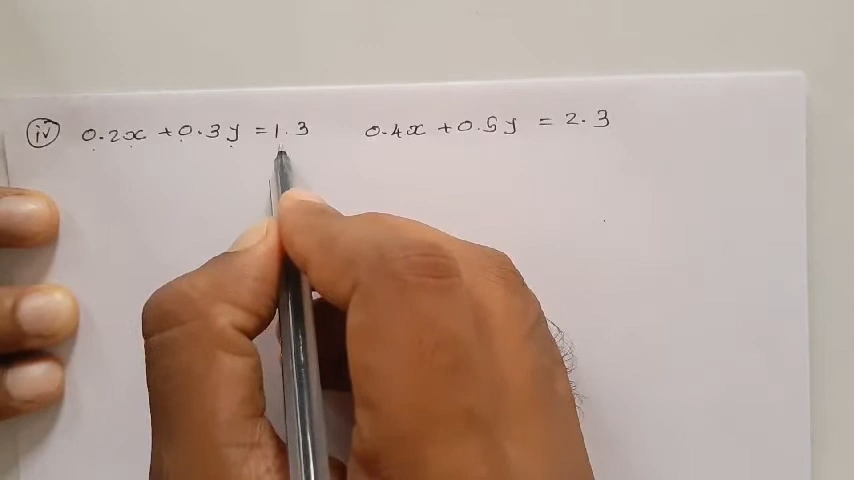 (iv) 0.2x + 0.3y = 1.3 0.4x + 0.5y = 2.3